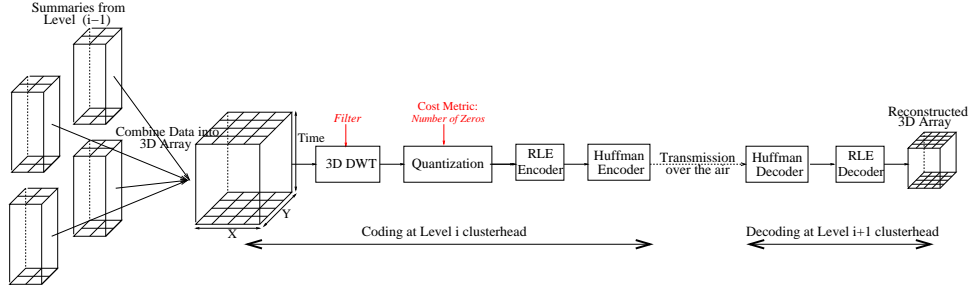 Summaries from
Level (i−1)
Combine Data into
3D Array
Time
Y
X
Filter
3D DWT
Cost Metric:
Number of Zeros
Quantization
RLE
Encoder
Huffman
Encoder
Transmission
over the air
Huffman
Decoder
RLE
Decoder
Reconstructed
3D Array
Coding at Level i clusterhead
Decoding at Level i+1 clusterhead